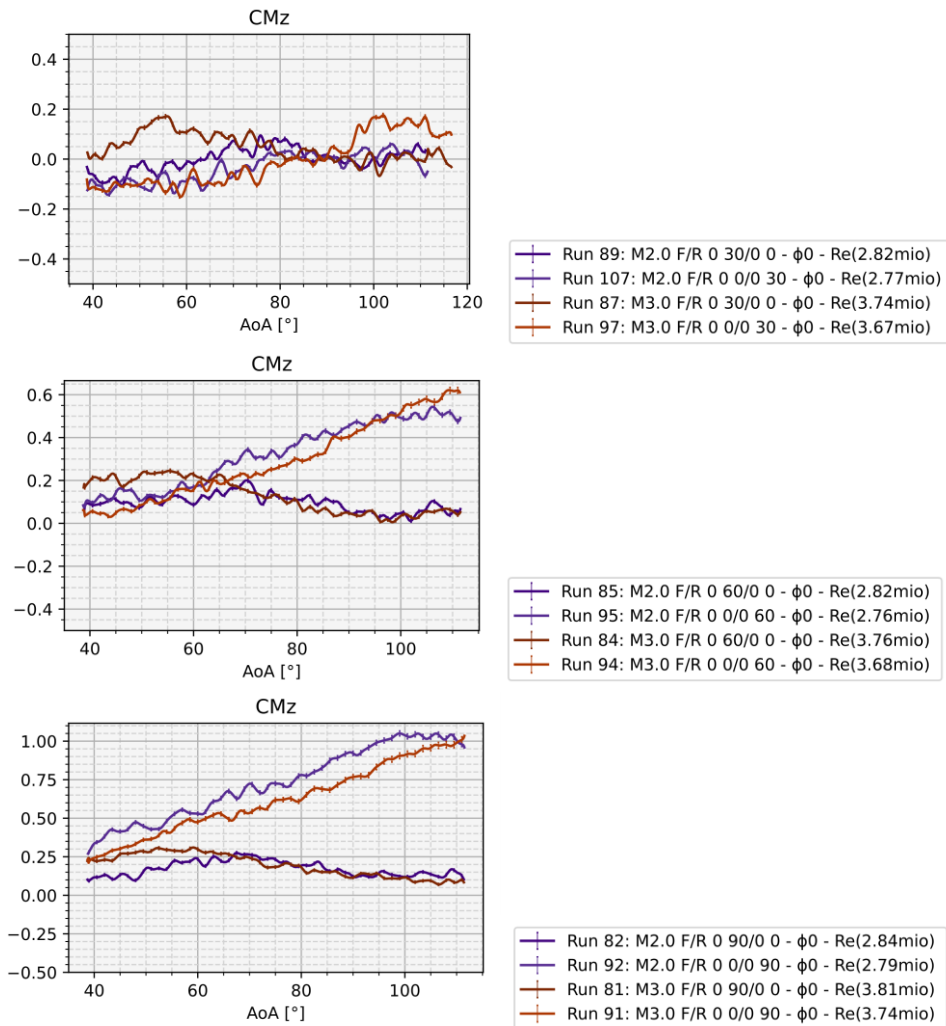 CMz
0.4
0.2
0.0
−0.2
−0.4
40 60 80 100 120
AoA [°]
Run 89: M2.0 F/R 0 30/0 0 - ϕ0 - Re(2.82mio)
Run 107: M2.0 F/R 0 0/0 30 - ϕ0 - Re(2.77mio)
Run 87: M3.0 F/R 0 30/0 0 - ϕ0 - Re(3.74mio)
Run 97: M3.0 F/R 0 0/0 30 - ϕ0 - Re(3.67mio)
CMz
0.6
0.4
0.2
0.0
−0.2
−0.4
40 60 80 100
AoA [°]
Run 85: M2.0 F/R 0 60/0 0 - ϕ0 - Re(2.82mio)
Run 95: M2.0 F/R 0 0/0 60 - ϕ0 - Re(2.76mio)
Run 84: M3.0 F/R 0 60/0 0 - ϕ0 - Re(3.76mio)
Run 94: M3.0 F/R 0 0/0 60 - ϕ0 - Re(3.68mio)
CMz
1.00
0.75
0.50
0.25
0.00
−0.25
−0.50
40 60 80 100
AoA [°]
Run 82: M2.0 F/R 0 90/0 0 - ϕ0 - Re(2.84mio)
Run 92: M2.0 F/R 0 0/0 90 - ϕ0 - Re(2.79mio)
Run 81: M3.0 F/R 0 90/0 0 - ϕ0 - Re(3.81mio)
Run 91: M3.0 F/R 0 0/0 90 - ϕ0 - Re(3.74mio)